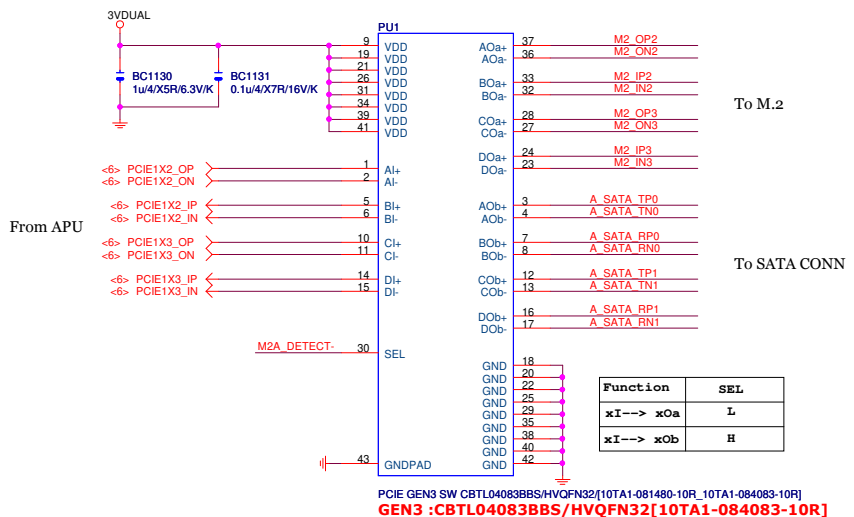 3VDUAL
PU1
BC1130
1u/4/X5R/6.3V/K
BC1131
0.1u/4/X7R/16V/K
9 VDD
19 VDD
21 VDD
26 VDD
31 VDD
34 VDD
39 VDD
41 VDD
AOa+ 37 M2_OP2
AOa- 36 M2_ON2
BOa+ 33 M2_IP2
BOa- 32 M2_IN2
COa+ 28 M2_OP3
COa- 27 M2_ON3
DOa+ 24 M2_IP3
DOa- 23 M2_IN3
To M.2
From APU
<6> PCIE1X2_OP 1 AI+
<6> PCIE1X2_ON 2 AI-
<6> PCIE1X2_IP 5 BI+
<6> PCIE1X2_IN 6 BI-
<6> PCIE1X3_OP 10 CI+
<6> PCIE1X3_ON 11 CI-
<6> PCIE1X3_IP 14 DI+
<6> PCIE1X3_IN 15 DI-
AOb+ 3 A_SATA_TP0
AOb- 4 A_SATA_TN0
BOb+ 7 A_SATA_RP0
BOb- 8 A_SATA_RN0
COb+ 12 A_SATA_TP1
COb- 13 A_SATA_TN1
DOb+ 16 A_SATA_RP1
DOb- 17 A_SATA_RN1
To SATA CONN
M2A_DETECT- 30 SEL
GND 18
GND 20
GND 22
GND 25
GND 29
GND 35
GND 38
GND 40
GND 42
43 GNDPAD
Function SEL
xI--> xOa L
xI--> xOb H
PCIE GEN3 SW CBTL04083BBS/HVQFN32/[10TA1-081480-10R_10TA1-084083-10R]
GEN3 :CBTL04083BBS/HVQFN32[10TA1-084083-10R]